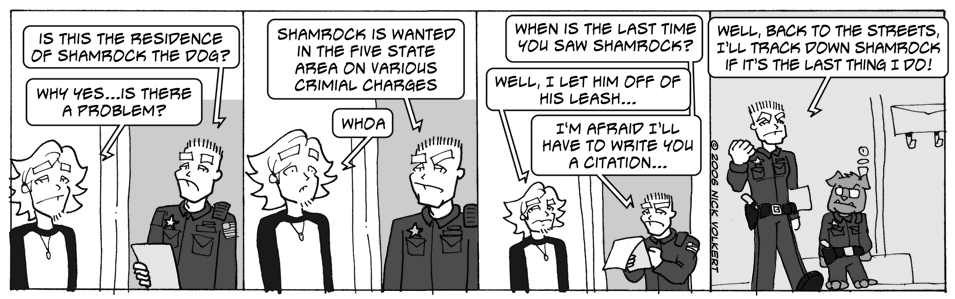 IS THIS THE RESIDENCE
OF SHAMROCK THE DOG?
WHY YES...IS THERE
A PROBLEM?
SHAMROCK IS WANTED
IN THE FIVE STATE
AREA ON VARIOUS
CRIMIAL CHARGES
WHOA
WHEN IS THE LAST TIME
YOU SAW SHAMROCK?
WELL, I LET HIM OFF OF
HIS LEASH...
I'M AFRAID I'LL
HAVE TO WRITE YOU
A CITATION...
WELL, BACK TO THE STREETS,
I'LL TRACK DOWN SHAMROCK
IF IT'S THE LAST THING I DO!
© 2006 NICK VOLKERT